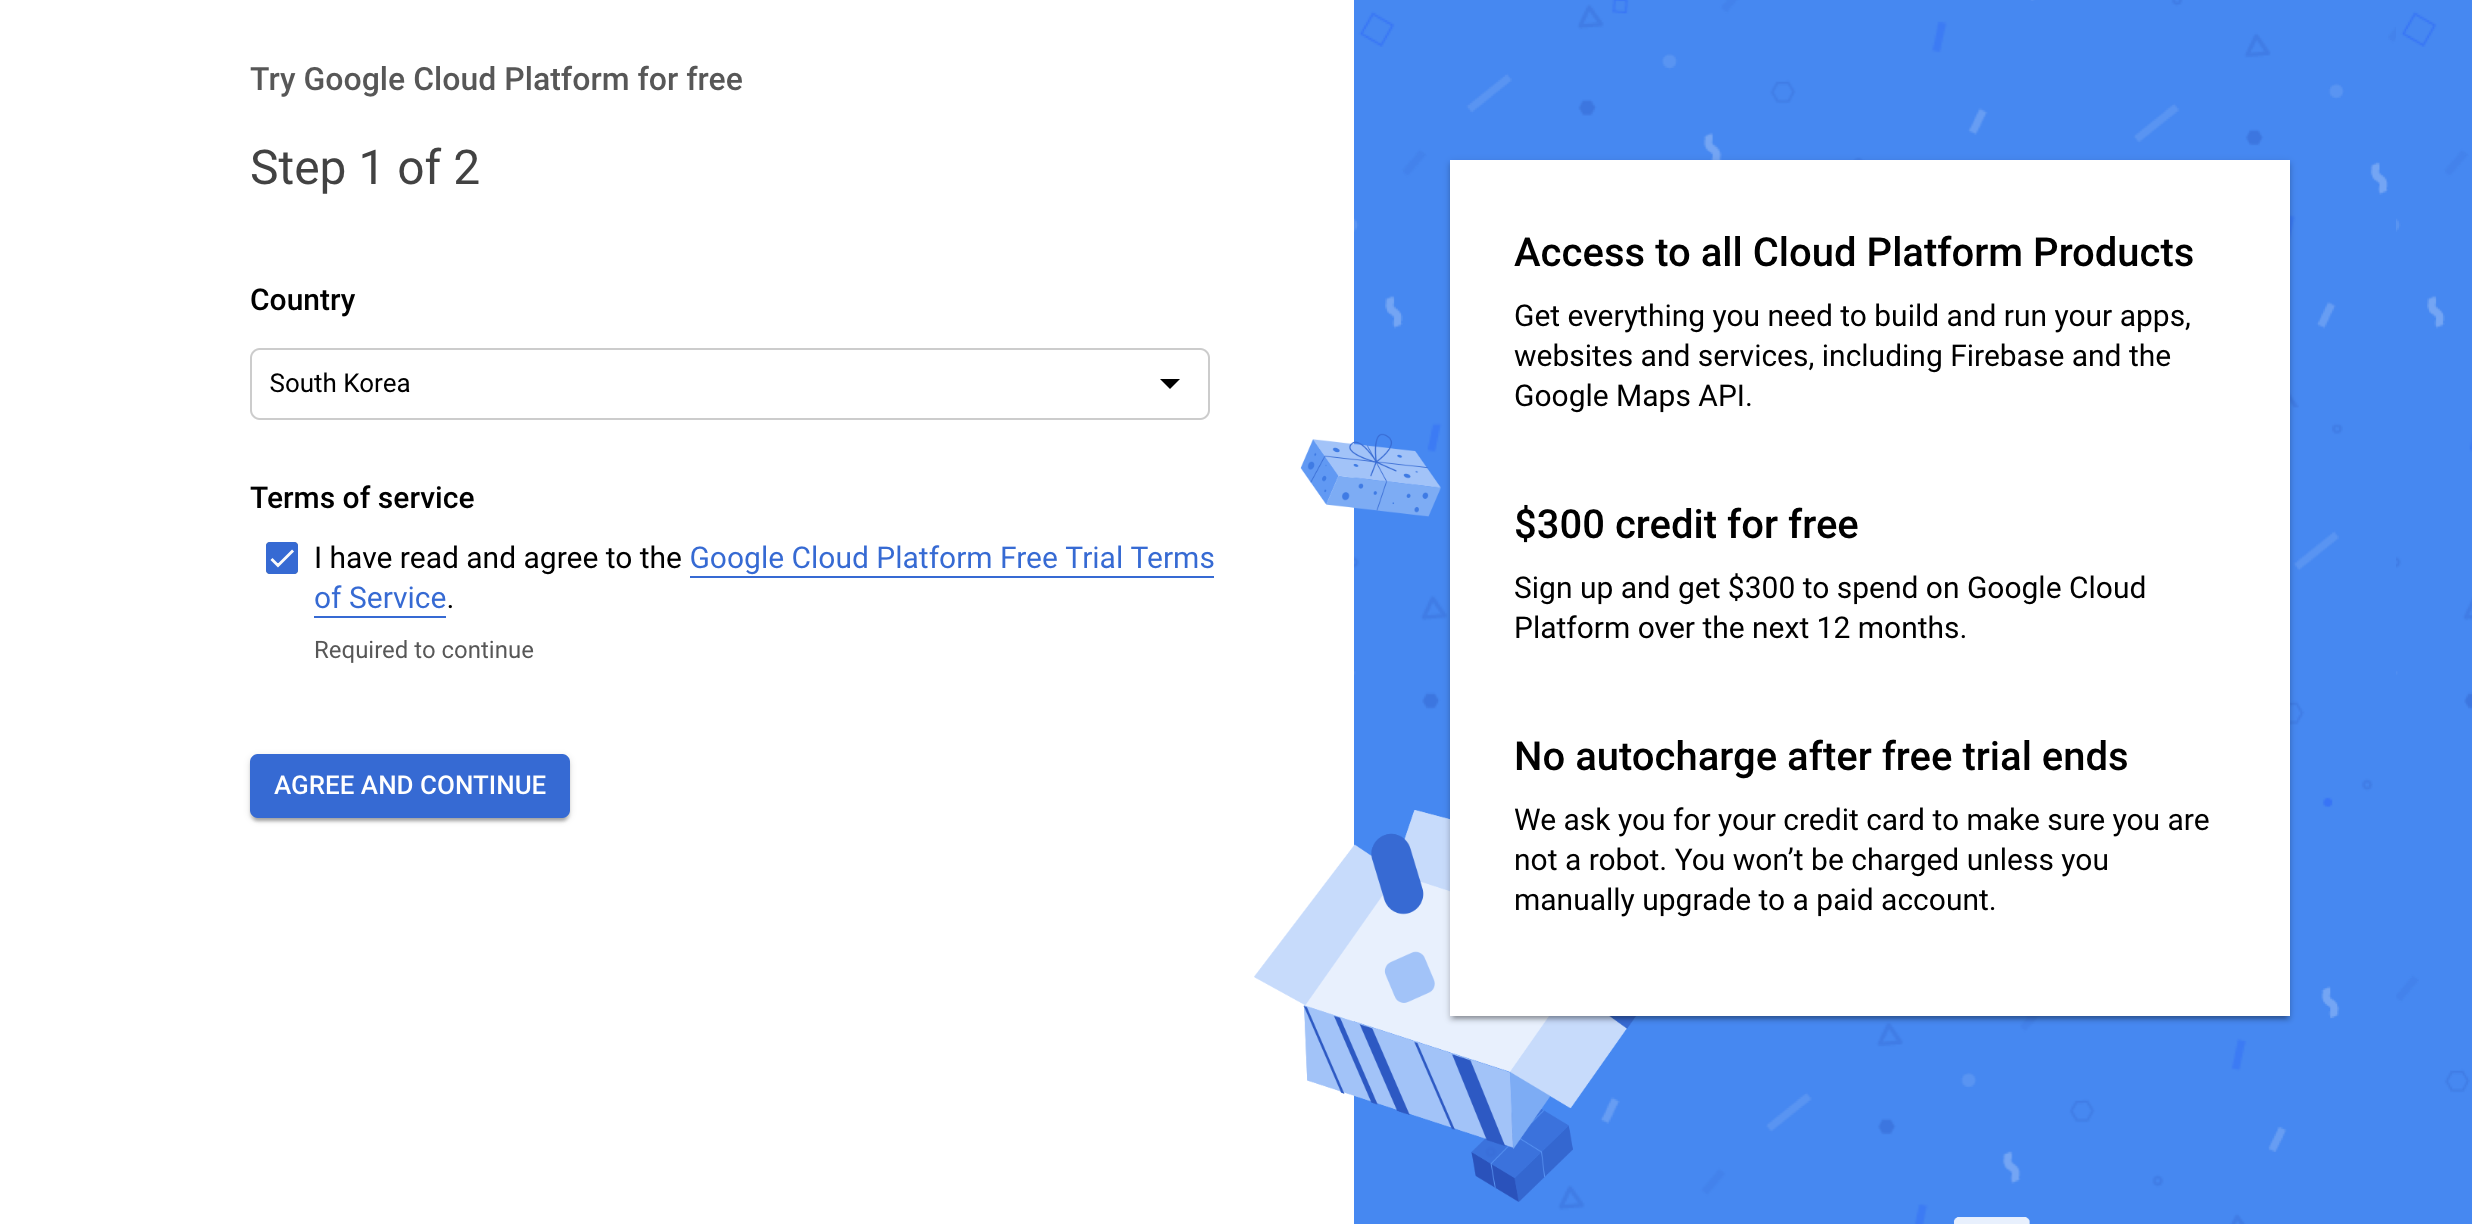 Try Google Cloud Platform for free
Step 1 of 2
Country
South Korea
Terms of service
I have read and agree to the Google Cloud Platform Free Trial Terms
of Service.
Required to continue
AGREE AND CONTINUE
Access to all Cloud Platform Products
Get everything you need to build and run your apps,
websites and services, including Firebase and the
Google Maps API.
$300 credit for free
Sign up and get $300 to spend on Google Cloud
Platform over the next 12 months.
No autocharge after free trial ends
We ask you for your credit card to make sure you are
not a robot. You won’t be charged unless you
manually upgrade to a paid account.